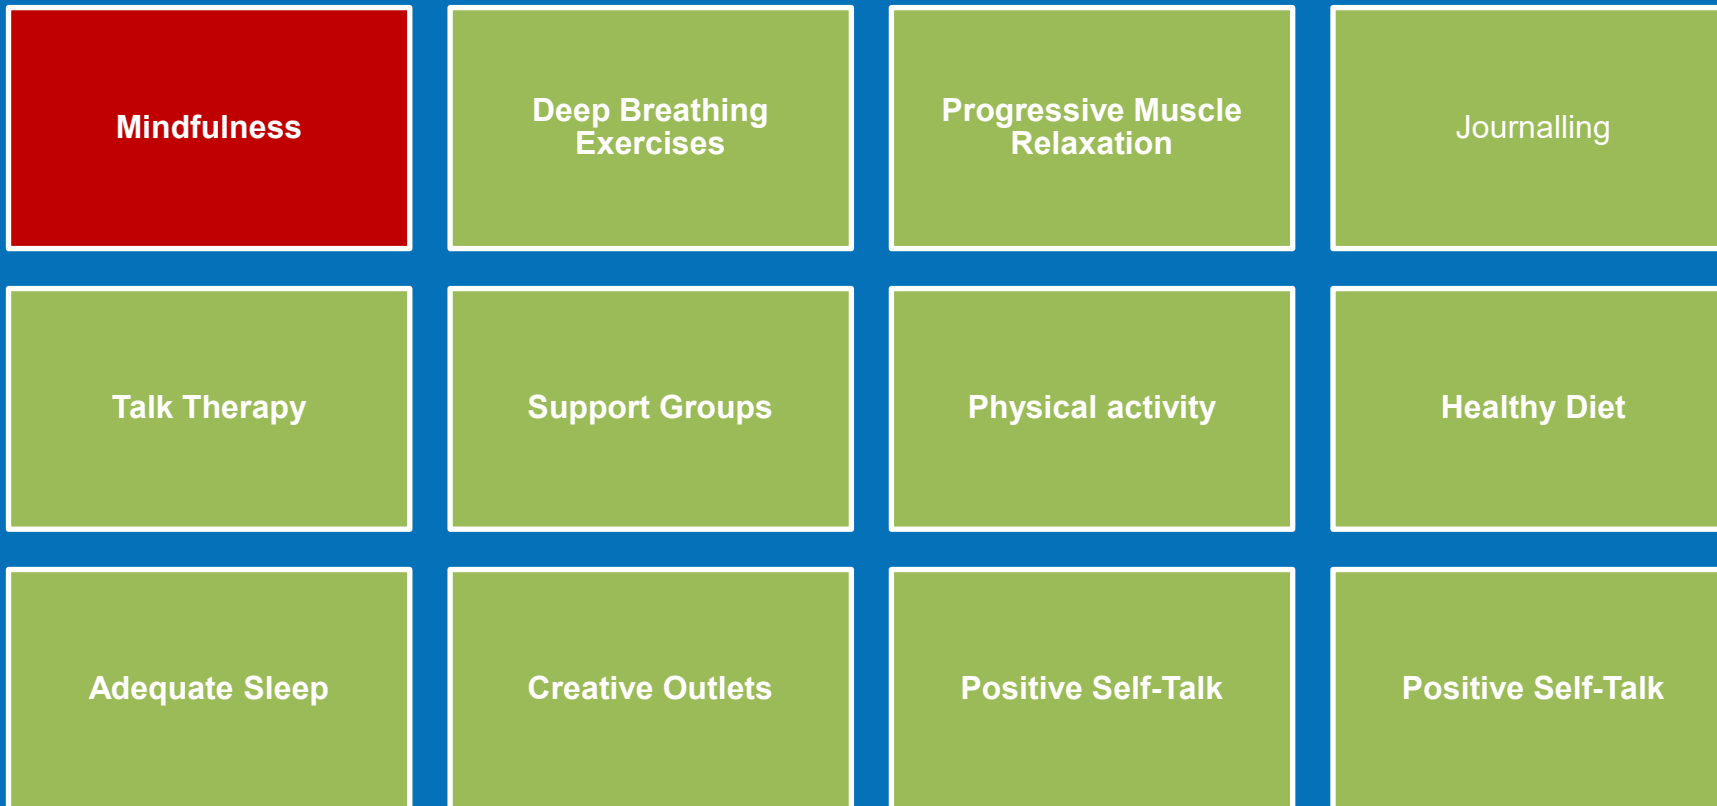 Mindfulness
Deep Breathing
Exercises
Progressive Muscle
Relaxation
Journalling
Talk Therapy
Support Groups
Physical activity
Healthy Diet
Adequate Sleep
Creative Outlets
Positive Self-Talk
Positive Self-Talk